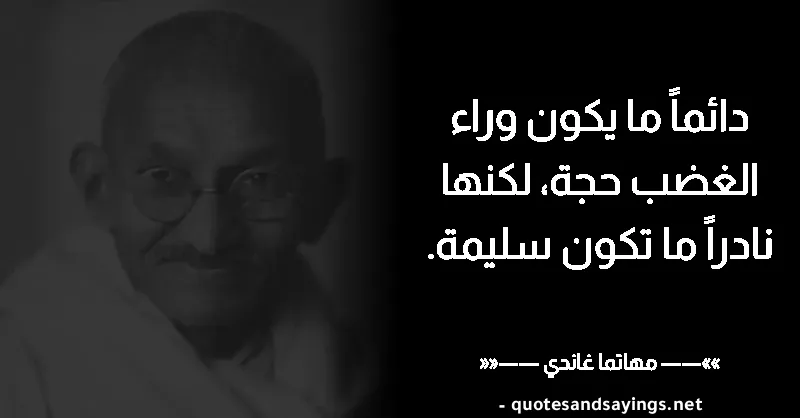 دائماً ما يكون وراء
الغضب حجة، لكنها
نادراً ما تكون سليمة.
»»—— مهاتما غاندي ——««
- quotesandsayings.net